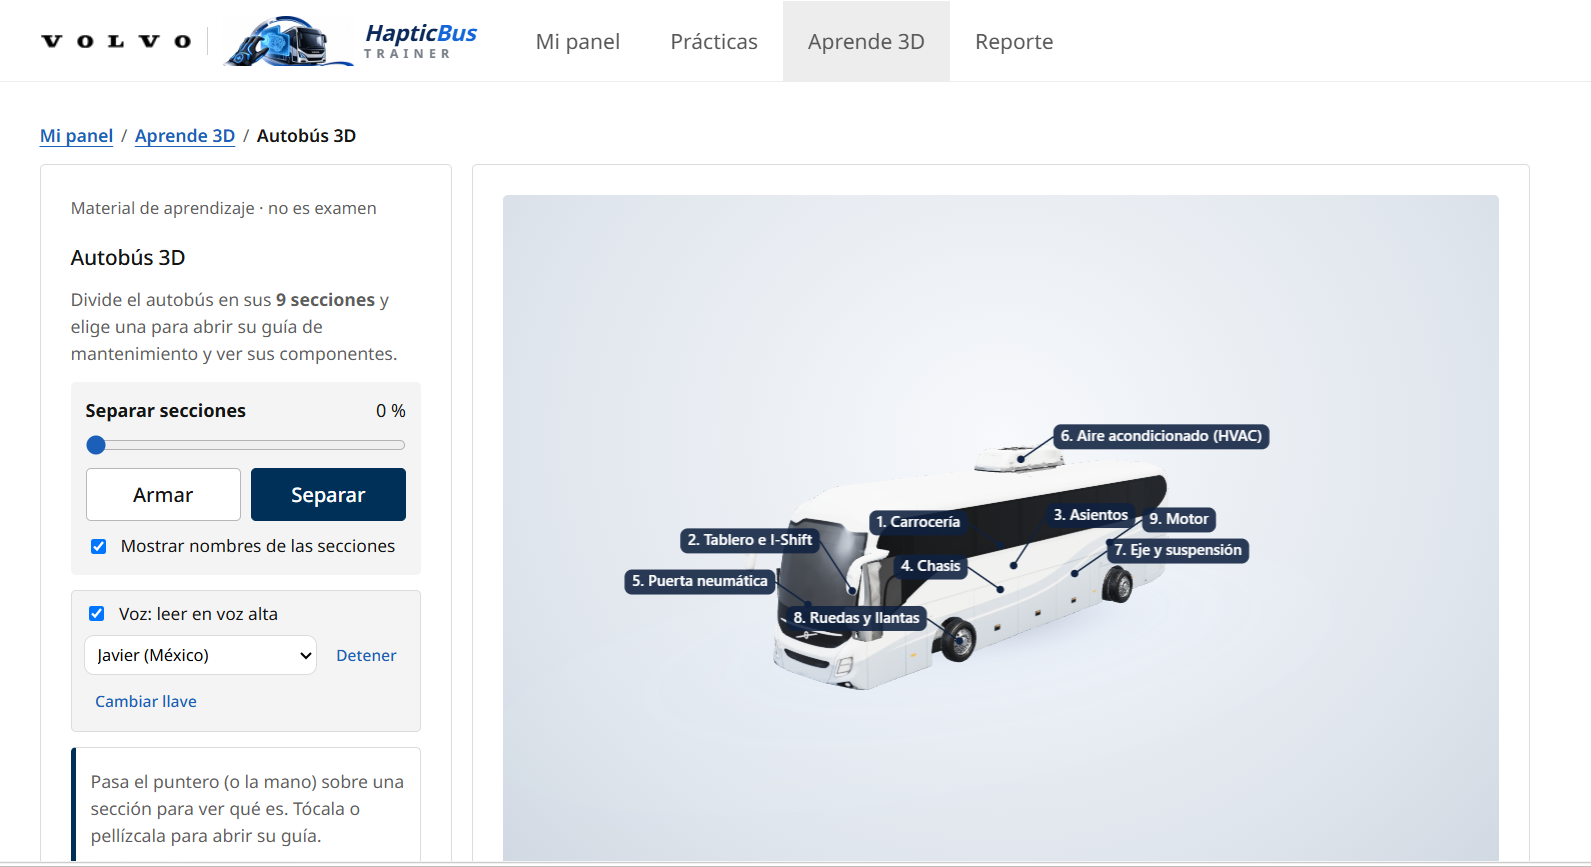 VOLVO
HapticBus
TRAINER
Mi panel
Prácticas
Aprende 3D
Reporte
Mi panel / Aprende 3D / Autobús 3D
Material de aprendizaje · no es examen
Autobús 3D
Divide el autobús en sus 9 secciones y
elige una para abrir su guía de
mantenimiento y ver sus componentes.
Separar secciones 0 %
Armar
Separar
Mostrar nombres de las secciones
Voz: leer en voz alta
Javier (México)
Detener
Cambiar llave
Pasa el puntero (o la mano) sobre una
sección para ver qué es. Tócala o
pellízcala para abrir su guía.
6. Aire acondicionado (HVAC)
1. Carrocería
3. Asientos
9. Motor
2. Tablero e I-Shift
7. Eje y suspensión
4. Chasis
5. Puerta neumática
8. Ruedas y llantas